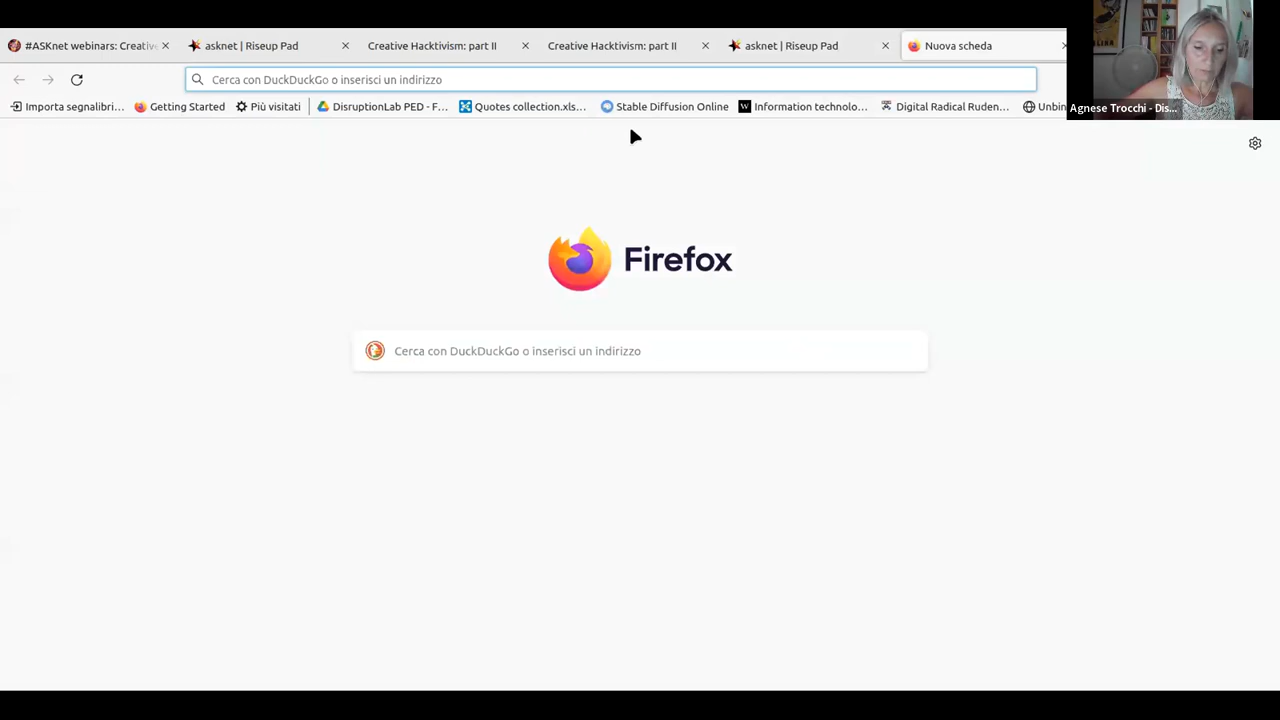 #ASKnet webinars: Creativ
asknet | Riseup Pad
Creative Hacktivism: part II
Creative Hacktivism: part II
asknet | Riseup Pad
Nuova scheda
Cerca con DuckDuckGo o inserisci un indirizzo
Importa segnalibri…
Getting Started
Più visitati
DisruptionLab PED - F…
Quotes collection.xls…
Stable Diffusion Online
W
Information technolo…
Digital Radical Ruden…
Unbin
Agnese Trocchi - Dis...
Firefox
Cerca con DuckDuckGo o inserisci un indirizzo